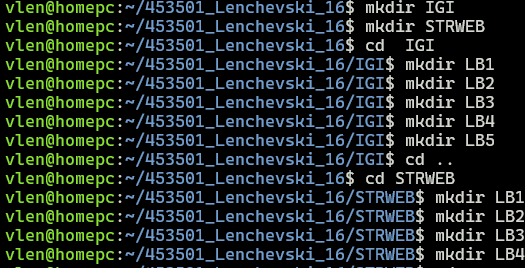 vlen@homepc:~/453501_Lenchevski_16$ mkdir IGI
vlen@homepc:~/453501_Lenchevski_16$ mkdir STRWEB
vlen@homepc:~/453501_Lenchevski_16$ cd  IGI
vlen@homepc:~/453501_Lenchevski_16/IGI$ mkdir LB1
vlen@homepc:~/453501_Lenchevski_16/IGI$ mkdir LB2
vlen@homepc:~/453501_Lenchevski_16/IGI$ mkdir LB3
vlen@homepc:~/453501_Lenchevski_16/IGI$ mkdir LB4
vlen@homepc:~/453501_Lenchevski_16/IGI$ mkdir LB5
vlen@homepc:~/453501_Lenchevski_16/IGI$ cd ..
vlen@homepc:~/453501_Lenchevski_16$ cd STRWEB
vlen@homepc:~/453501_Lenchevski_16/STRWEB$ mkdir LB1
vlen@homepc:~/453501_Lenchevski_16/STRWEB$ mkdir LB2
vlen@homepc:~/453501_Lenchevski_16/STRWEB$ mkdir LB3
vlen@homepc:~/453501_Lenchevski_16/STRWEB$ mkdir LB4